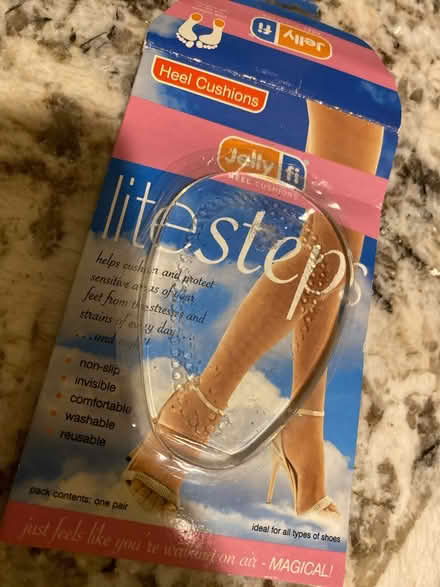 Jelly fi
Heel Cushions
Jelly fi
HEEL CUSHIONS
litesteps
helps cushion and protect
sensitive areas of your
feet from the stresses and
strains of every day . . .
. . . and
• non-slip
• invisible
• comfortable
• washable
reusable
pack contents: one pair
ideal for all types of shoes
just feels like you're walking on air - MAGICAL!